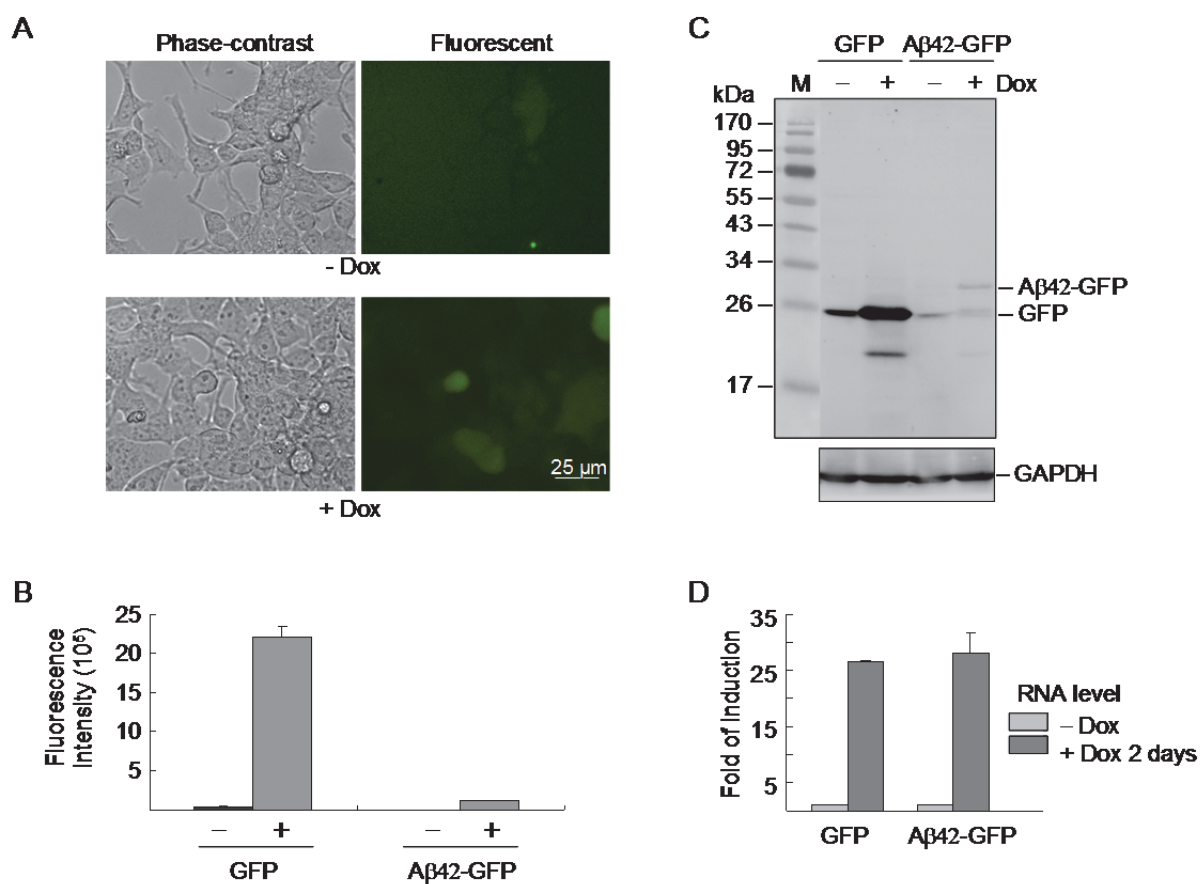 A
Phase-contrast Fluorescent
- Dox
25 µm
+ Dox
B
Fluorescence
Intensity (10⁵)
25
20
15
10
5
– + – +
GFP Aβ42-GFP
C
GFP Aβ42-GFP
kDa M – + – + Dox
170
95
72
55
43
34
26
17
Aβ42-GFP
GFP
GAPDH
D
Fold of Induction
35
25
15
5
GFP Aβ42-GFP
RNA level
– Dox
+ Dox 2 days